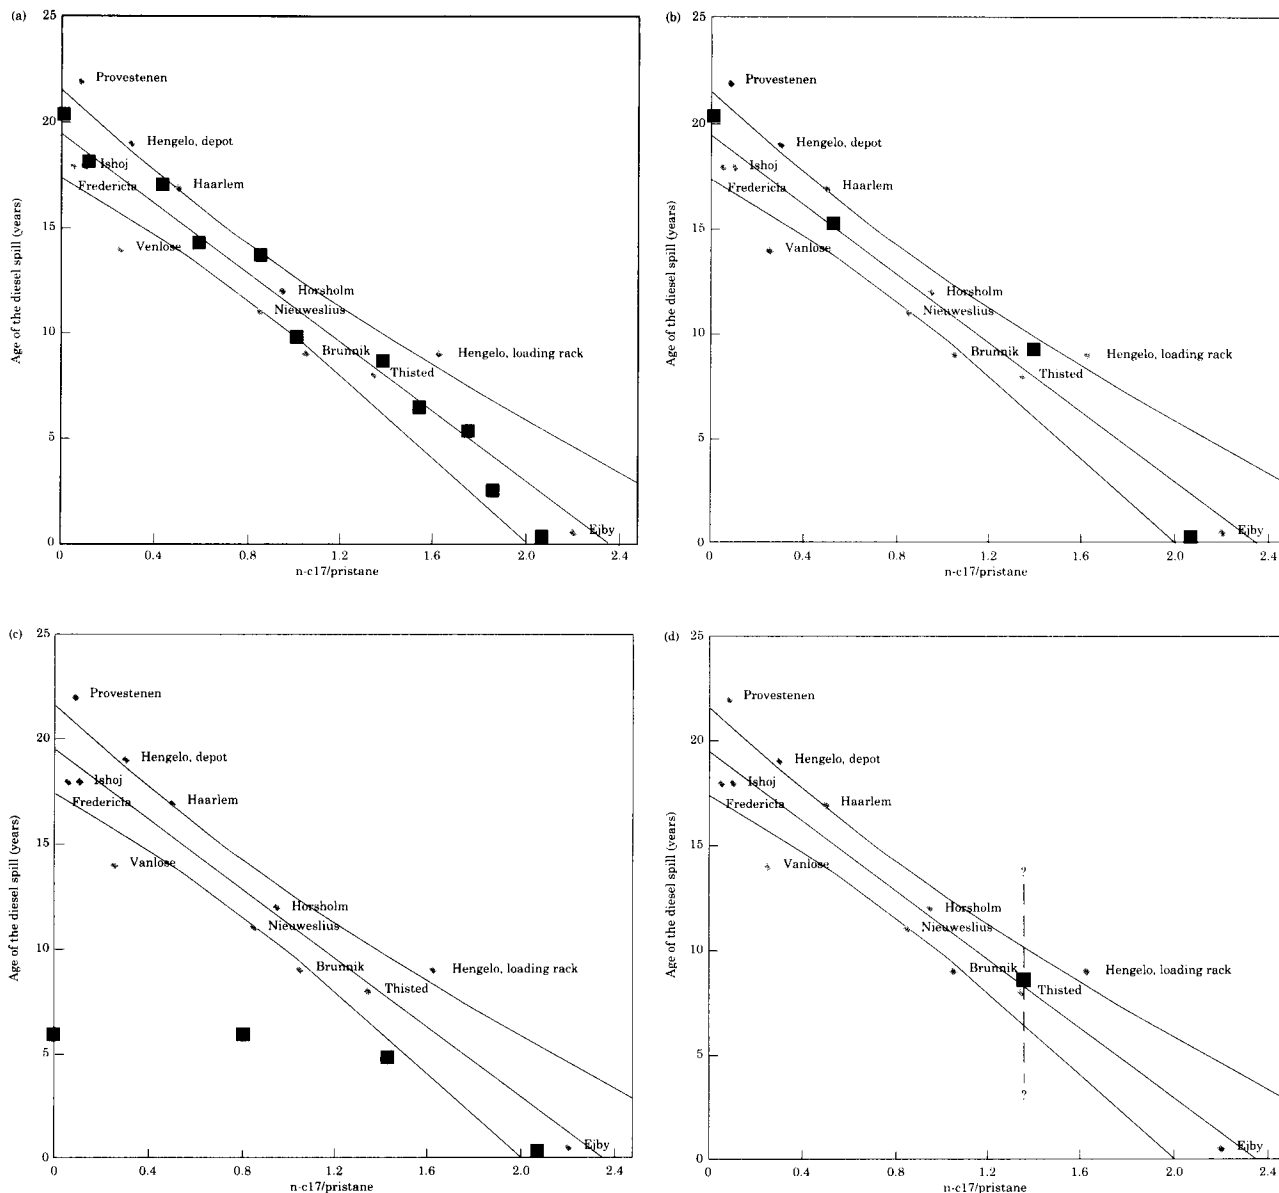 (a)
25
20
15
10
5
0
Age of the diesel spill (years)
Provestenen
Hengelo, depot
Ishoj
Fredericia
Haarlem
Venlose
Horsholm
Nieuweslius
Brunnik
Hengelo, loading rack
Thisted
Ejby
0 0.4 0.8 1.2 1.6 2.0 2.4
n-c17/pristane
(b)
25
20
15
10
5
0
Age of the diesel spill (years)
Provestenen
Hengelo, depot
Ishoj
Fredericia
Haarlem
Vanlose
Horsholm
Nieuweslius
Brunnik
Hengelo, loading rack
Thisted
Ejby
0 0.4 0.8 1.2 1.6 2.0 2.4
n-c17/pristane
(c)
25
20
15
10
5
0
Age of the diesel spill (years)
Provestenen
Hengelo, depot
Ishoj
Fredericia
Haarlem
Vanlose
Horsholm
Nieuweslius
Brunnik
Hengelo, loading rack
Thisted
Ejby
0 0.4 0.8 1.2 1.6 2.0 2.4
n-c17/pristane
(d)
25
20
15
10
5
0
Age of the diesel spill (years)
Provestenen
Hengelo, depot
Ishoj
Fredericia
Haarlem
Vanlose
?
Horsholm
Nieuweslius
Brunnik
Hengelo, loading rack
Thisted
?
Ejby
0 0.4 0.8 1.2 1.6 2.0 2.4
n-c17/pristane